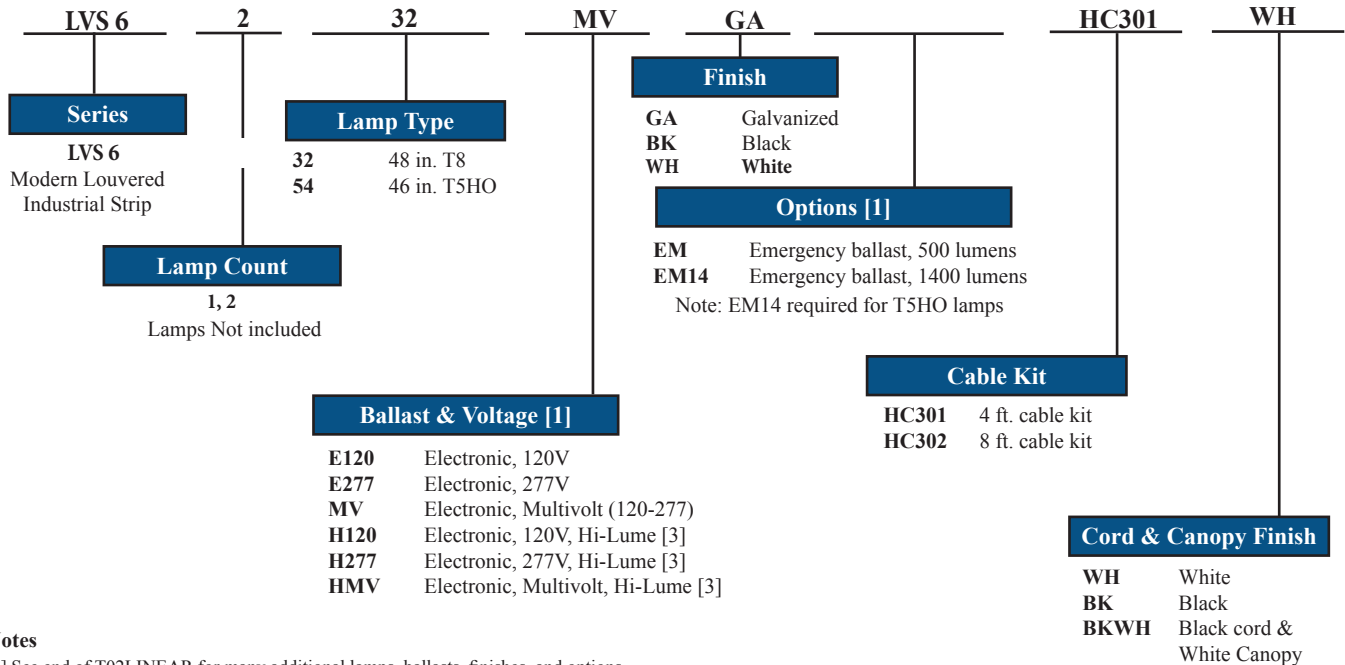 LVS 6 2 32 MV GA HC301 WH
Series
LVS 6
Modern Louvered
Industrial Strip
Lamp Count
1, 2
Lamps Not included
Lamp Type
32 48 in. T8
54 46 in. T5HO
Ballast & Voltage [1]
E120 Electronic, 120V
E277 Electronic, 277V
MV Electronic, Multivolt (120-277)
H120 Electronic, 120V, Hi-Lume [3]
H277 Electronic, 277V, Hi-Lume [3]
HMV Electronic, Multivolt, Hi-Lume [3]
Finish
GA Galvanized
BK Black
WH White
Options [1]
EM Emergency ballast, 500 lumens
EM14 Emergency ballast, 1400 lumens
Note: EM14 required for T5HO lamps
Cable Kit
HC301 4 ft. cable kit
HC302 8 ft. cable kit
Cord & Canopy Finish
WH White
BK Black
BKWH Black cord &
White Canopy
otes